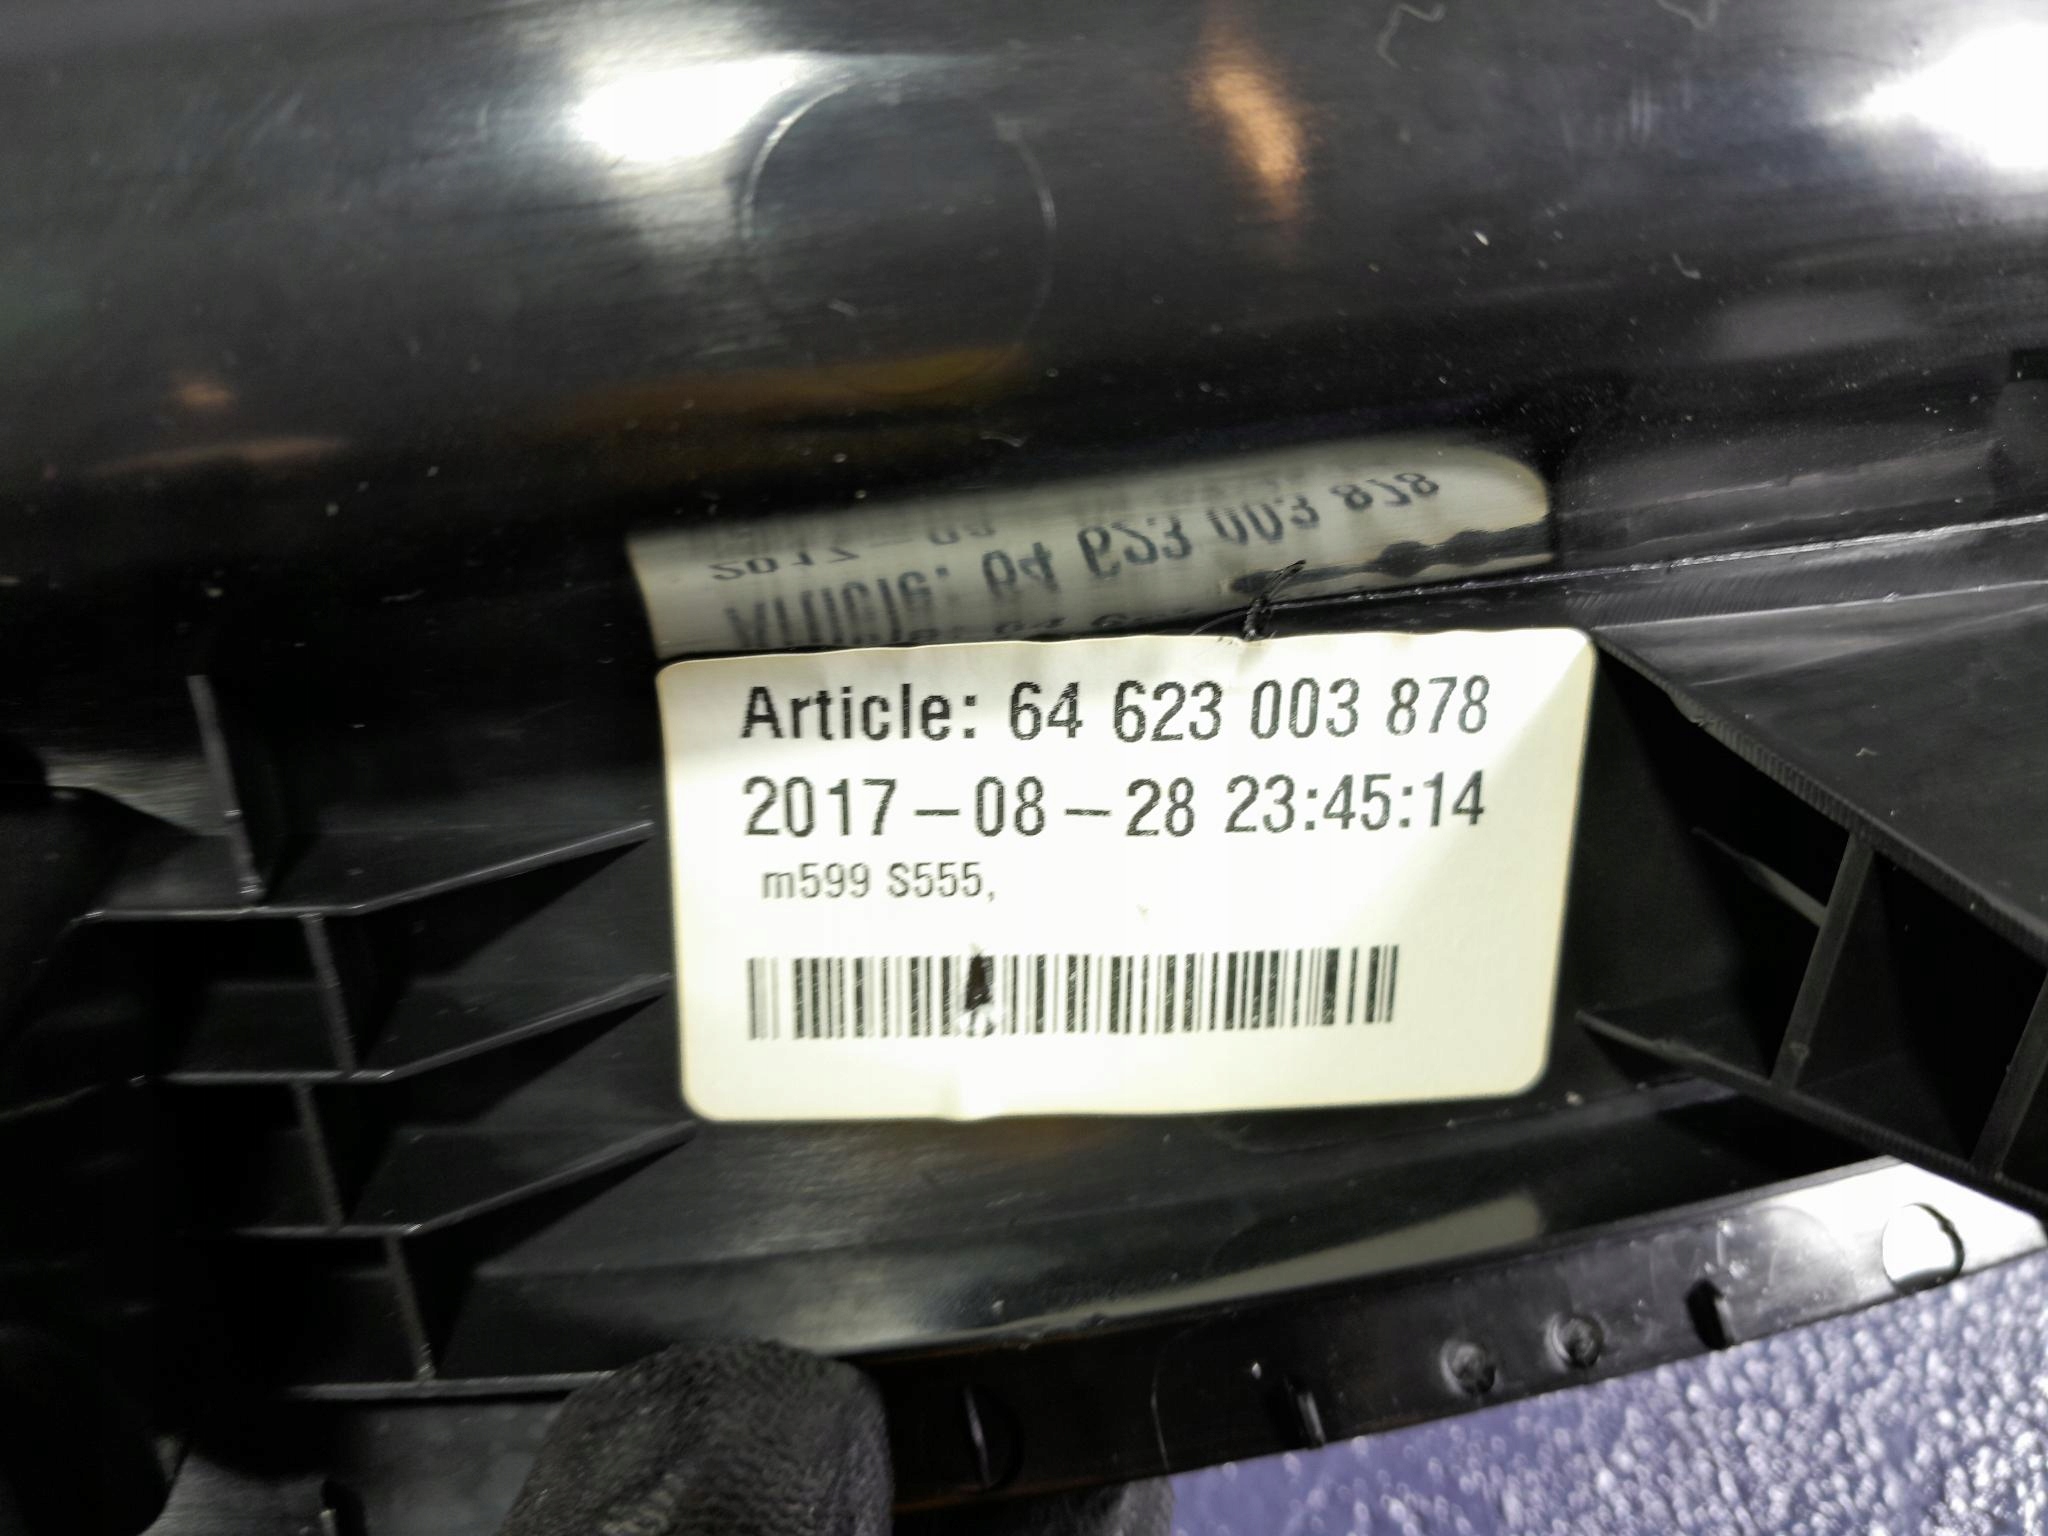 Article: 64 623 003 878
2017-08-28 23:45:14
m599 S555,